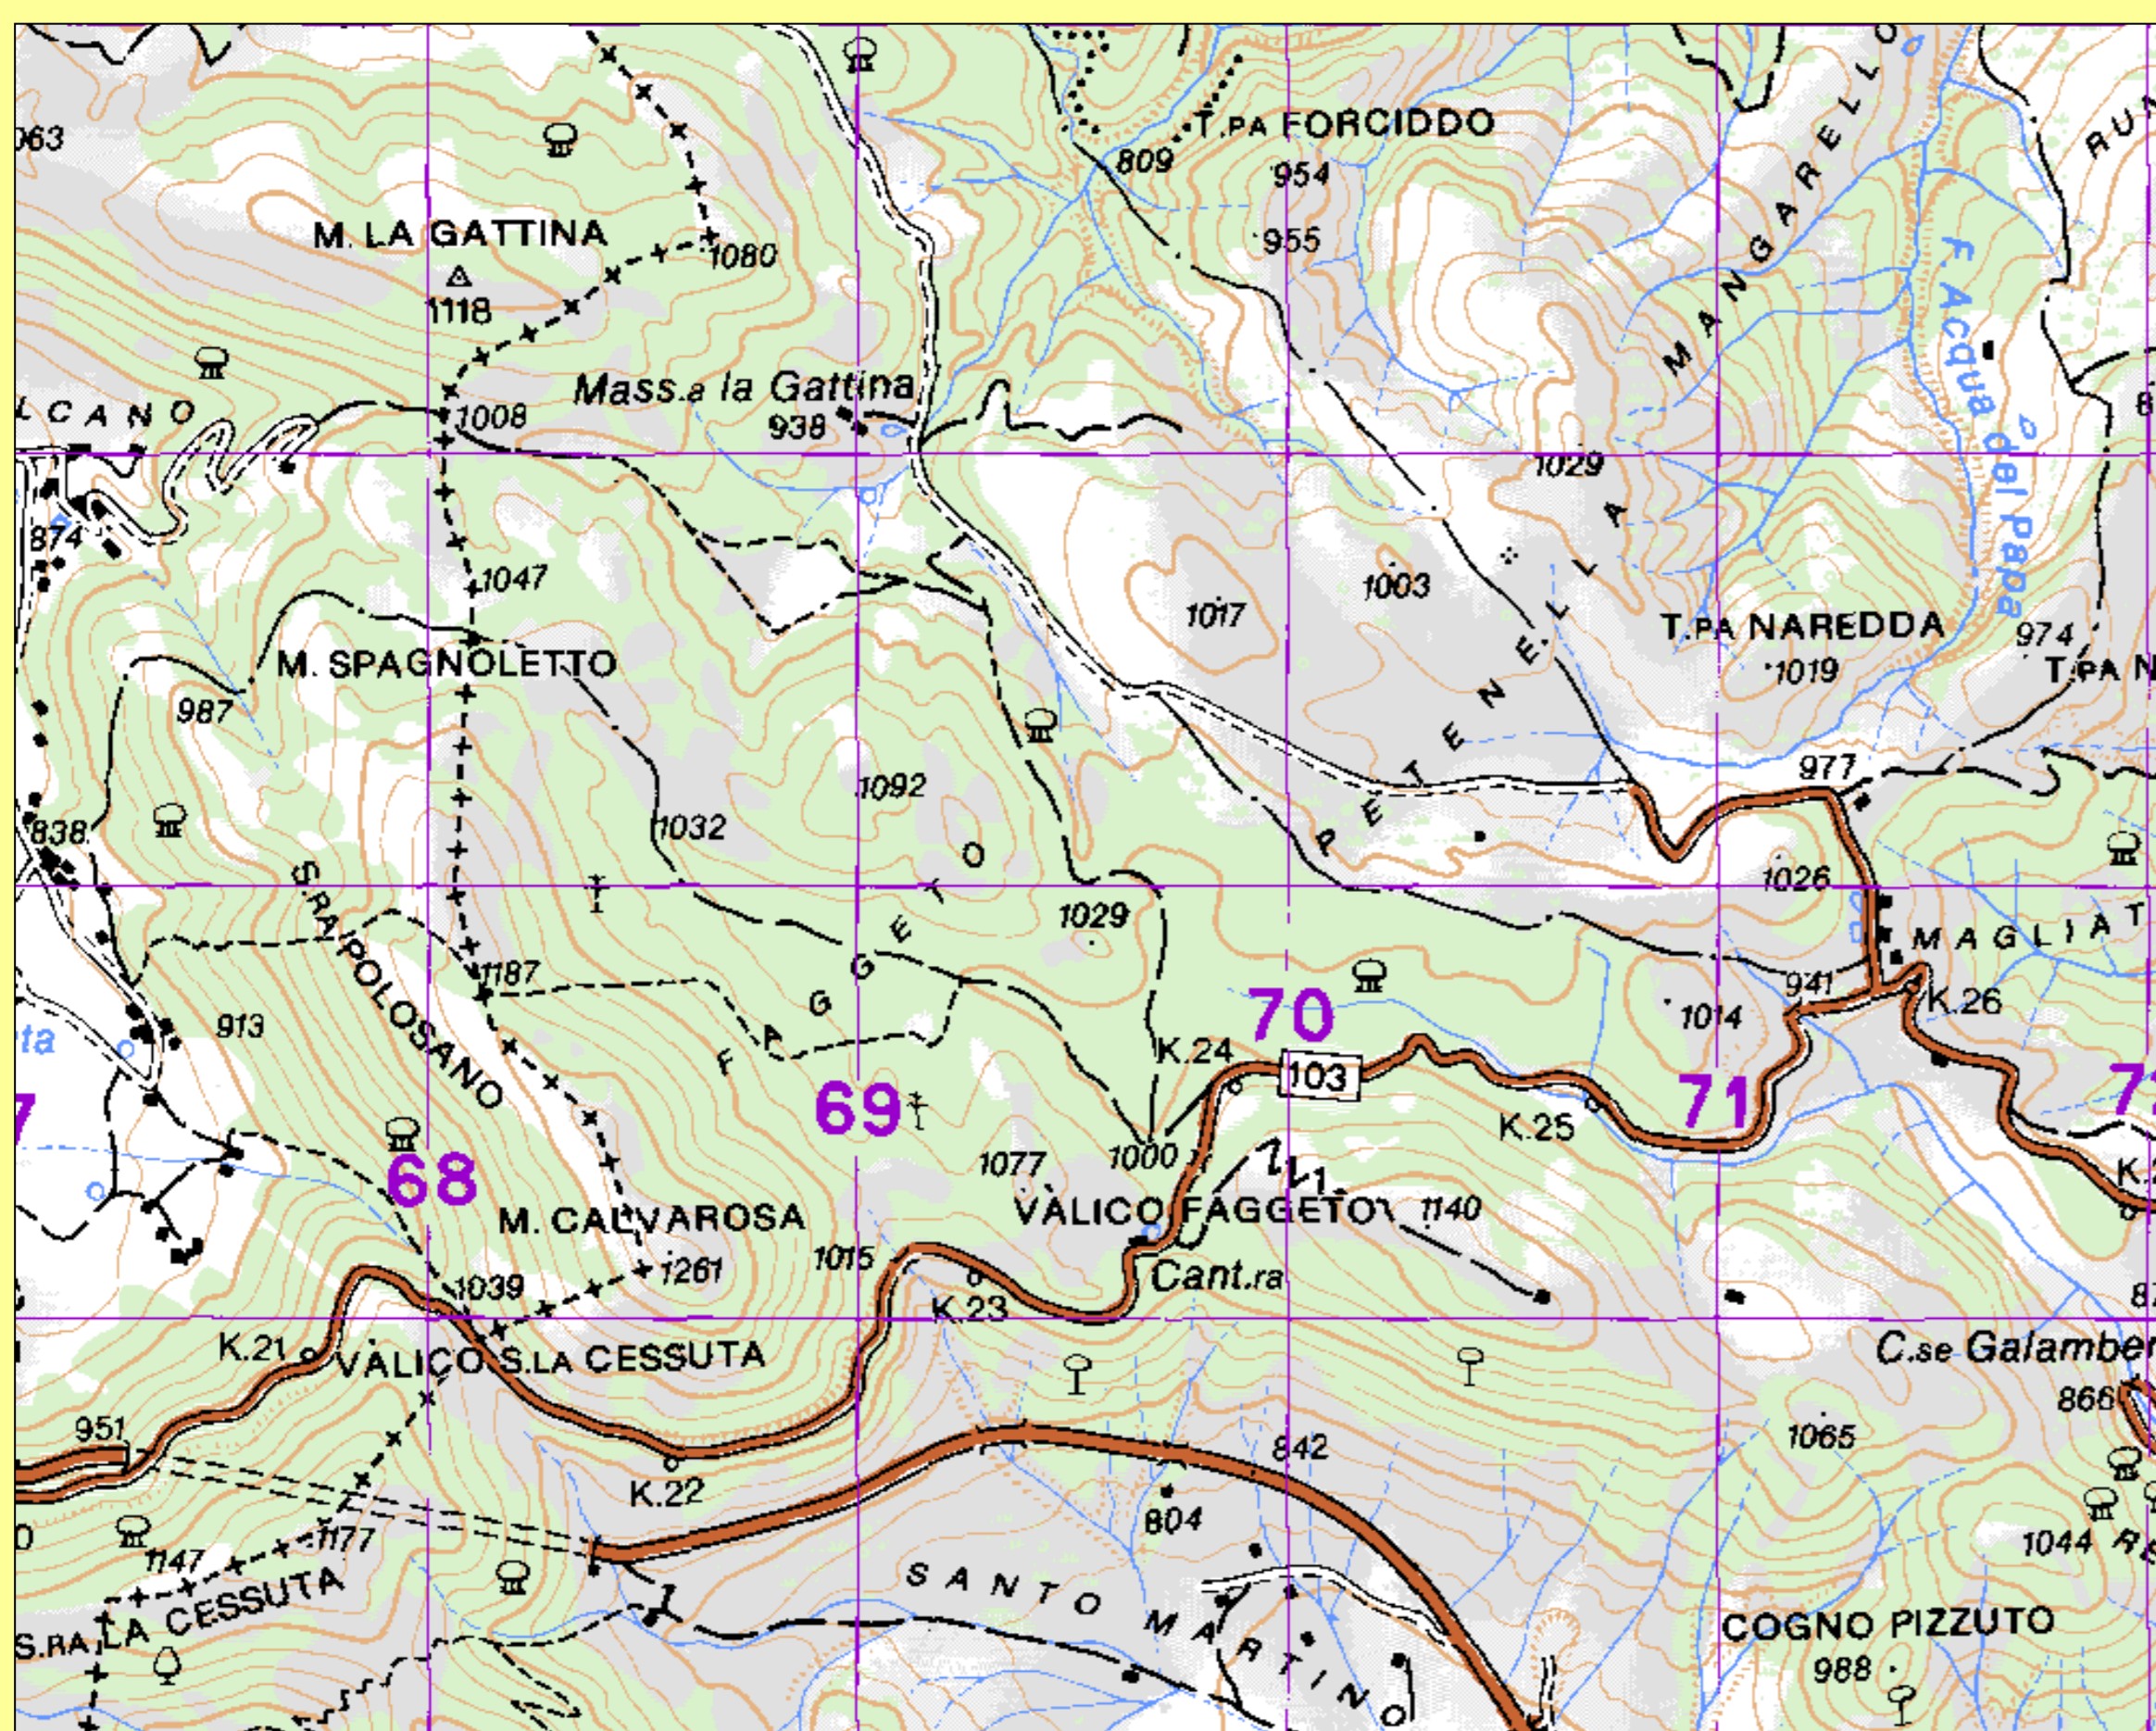 T.PA FORCIDDO
809
954
955
063
M. LA GATTINA
1080
1118
MANGARELLO
F. Acqua del Papa
Mass.a la Gattina
938
LCANO
1008
1029
874
1047
1003
1017
T.PA NAREDDA
1019
974
T.PA N
M. SPAGNOLETTO
987
PETENELLA
977
1092
1032
838
1026
FAGGETO
1029
MAGLIAT
S.RA POLOSANO
1187
913
ta
70
941
1014
K.26
K.24
103
69
71
K.25
68
1077
1000
VALICO FAGGETO
1140
M. CALVAROSA
1015
1261
Cant.ra
1039
K.23
K.21
VALICO S.LA CESSUTA
C.se Galamber
866
951
1065
842
K.22
804
1044
1147
1177
S.RA LA CESSUTA
SANTO MARTINO
COGNO PIZZUTO
988